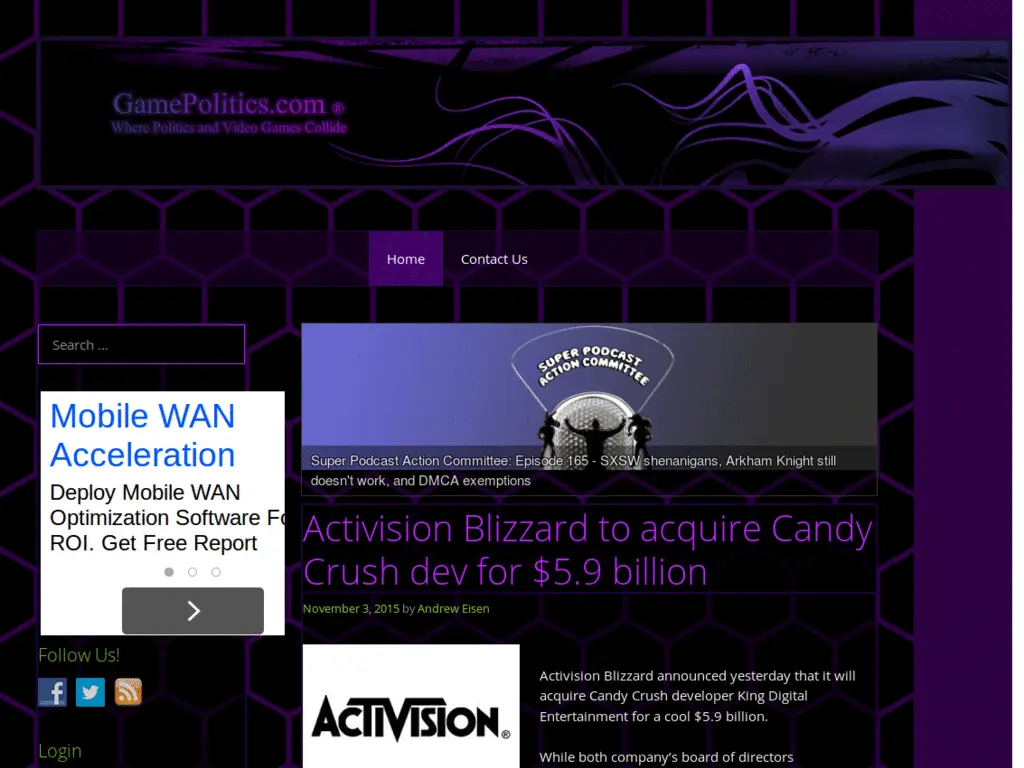 GamePolitics.com ®
Where Politics and Video Games Collide
Home
Contact Us
Search ...
SUPER PODCAST
ACTION COMMITTEE
Super Podcast Action Committee: Episode 165 - SXSW shenanigans, Arkham Knight still
doesn't work, and DMCA exemptions
Mobile WAN
Acceleration
Deploy Mobile WAN
Optimization Software Fo
ROI. Get Free Report
Follow Us!
Login
Activision Blizzard to acquire Candy
Crush dev for $5.9 billion
November 3, 2015 by Andrew Eisen
ACTIVISION®
Activision Blizzard announced yesterday that it will
acquire Candy Crush developer King Digital
Entertainment for a cool $5.9 billion.
While both company's board of directors